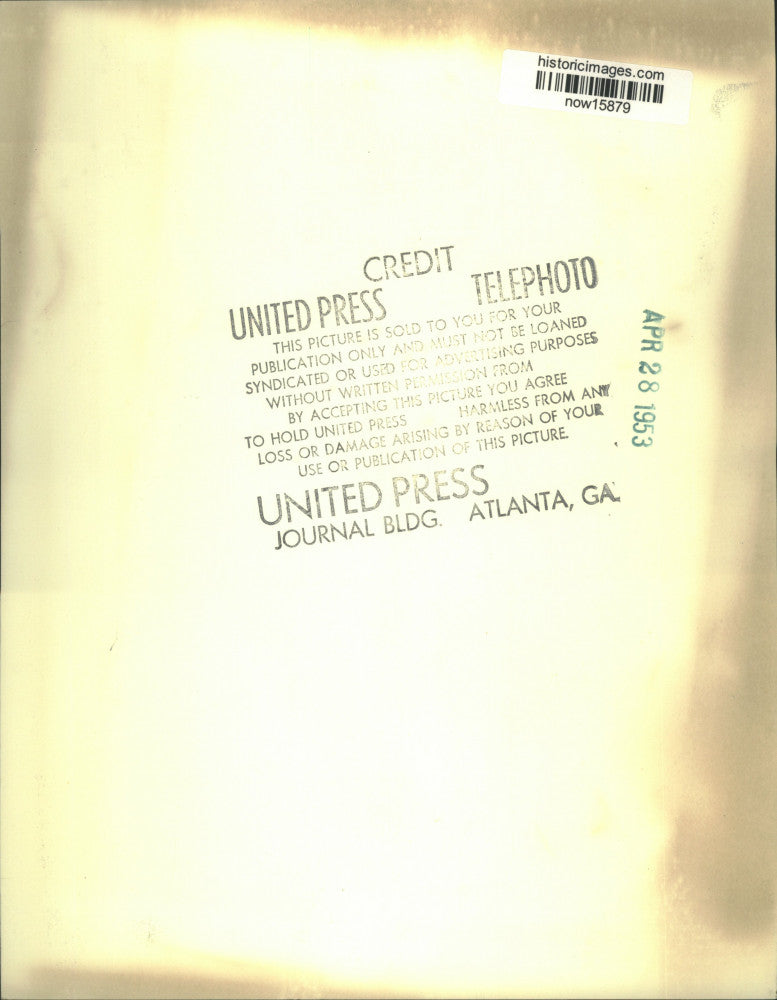 historicimages.com
now15879
CREDIT
UNITED PRESS TELEPHOTO
THIS PICTURE IS SOLD TO YOU FOR YOUR
PUBLICATION ONLY AND MUST NOT BE LOANED
SYNDICATED OR USED FOR ADVERTISING PURPOSES
WITHOUT WRITTEN PERMISSION FROM
BY ACCEPTING THIS PICTURE YOU AGREE
TO HOLD UNITED PRESS HARMLESS FROM ANY
LOSS OR DAMAGE ARISING BY REASON OF YOUR
USE OR PUBLICATION OF THIS PICTURE.
UNITED PRESS
JOURNAL BLDG. ATLANTA, GA.
APR 28 1953